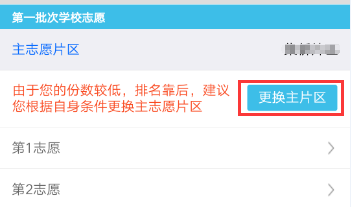 第一批次学校志愿
主志愿片区
由于您的份数较低，排名靠后，建议
您根据自身条件更换主志愿片区
更换主片区
第1志愿
第2志愿